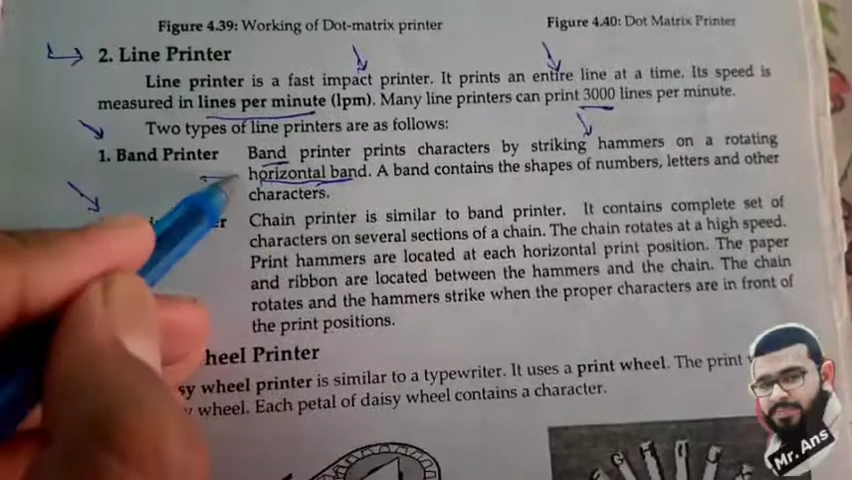 Figure 4.39: Working of Dot-matrix printer
Figure 4.40: Dot Matrix Printer
2. Line Printer
Line printer is a fast impact printer. It prints an entire line at a time. Its speed is
measured in lines per minute (lpm). Many line printers can print 3000 lines per minute.
Two types of line printers are as follows:
1. Band Printer
Band printer prints characters by striking hammers on a rotating
horizontal band. A band contains the shapes of numbers, letters and other
characters.
Chain printer is similar to band printer. It contains complete set of
characters on several sections of a chain. The chain rotates at a high speed.
Print hammers are located at each horizontal print position. The paper
and ribbon are located between the hammers and the chain. The chain
rotates and the hammers strike when the proper characters are in front of
the print positions.
heel Printer
sy wheel printer is similar to a typewriter. It uses a print wheel. The print
wheel. Each petal of daisy wheel contains a character.
Mr. Ans